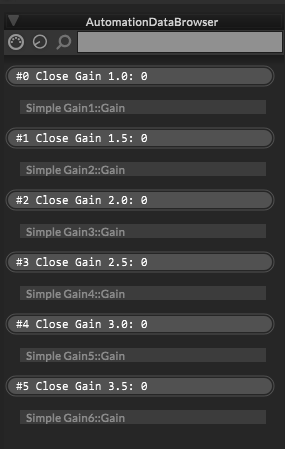 AutomationDataBrowser
#0 Close Gain 1.0: 0
Simple Gain1::Gain
#1 Close Gain 1.5: 0
Simple Gain2::Gain
#2 Close Gain 2.0: 0
Simple Gain3::Gain
#3 Close Gain 2.5: 0
Simple Gain4::Gain
#4 Close Gain 3.0: 0
Simple Gain5::Gain
#5 Close Gain 3.5: 0
Simple Gain6::Gain